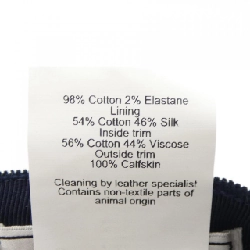 98% Cotton 2% Elastane
Lining
54% Cotton 46% Silk
Inside trim
56% Cotton 44% Viscose
Outside trim
100% Calfskin
Cleaning by leather specialist
Contains non-textile parts of
animal origin